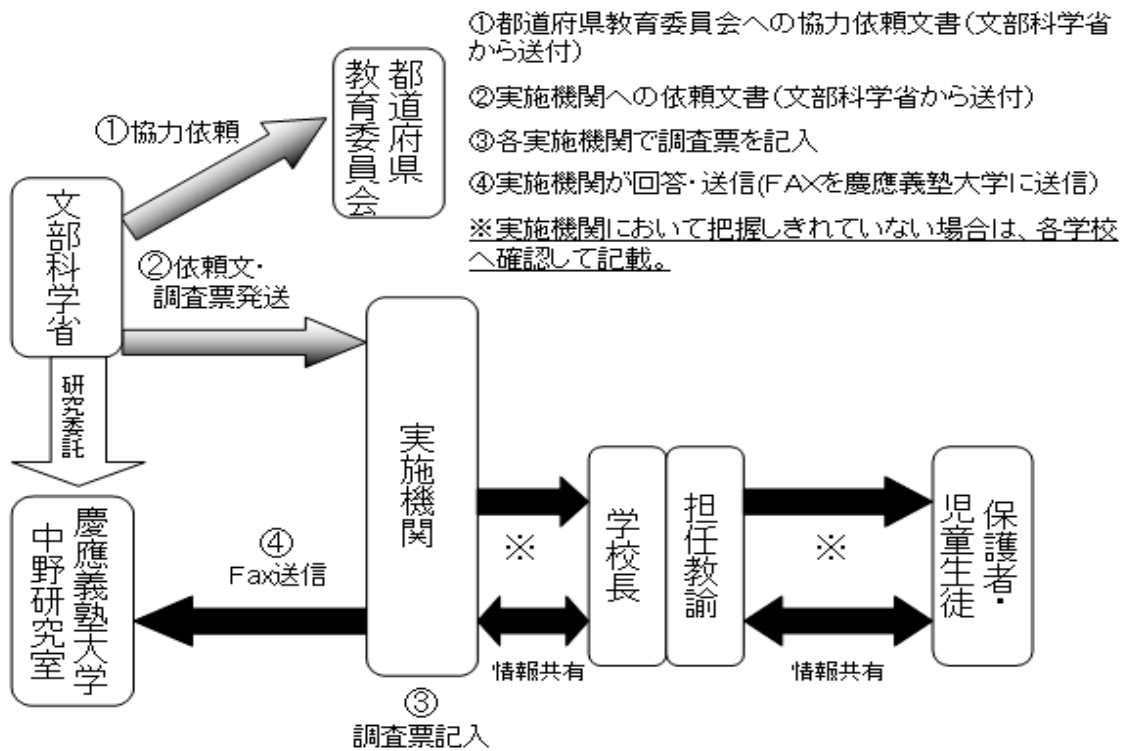 ①都道府県教育委員会への協力依頼文書(文部科学省
から送付)
②実施機関への依頼文書(文部科学省から送付)
③各実施機関で調査票を記入
④実施機関が回答・送信(FAXを慶應義塾大学に送信)
※実施機関において把握しきれていない場合は、各学校
へ確認して記載。
都道府県
教育委員会
①協力依頼
文部科学省
②依頼文・
調査票発送
研究委託
実施機関
慶應義塾大学
中野研究室
④
Fax送信
※
学校長
担任教諭
※
保護者・
児童生徒
情報共有
情報共有
③
調査票記入